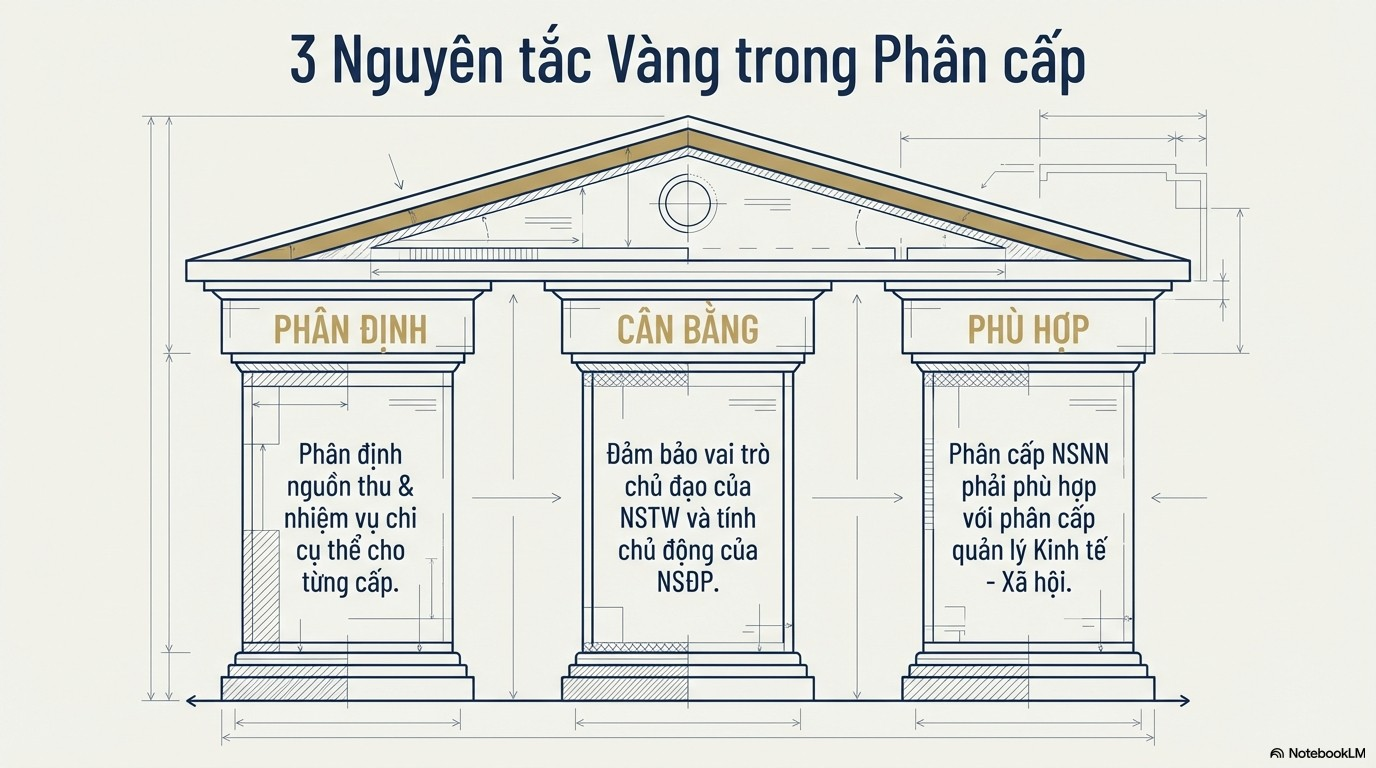 3 Nguyên tắc Vàng trong Phân cấp
PHÂN ĐỊNH
Phân định
nguồn thu &
nhiệm vụ chi
cụ thể cho
từng cấp.
CÂN BẰNG
Đảm bảo vai trò
chủ đạo của
NSTW và tính
chủ động của
NSĐP.
PHÙ HỢP
Phân cấp NSNN
phải phù hợp
với phân cấp
quản lý Kinh tế
- Xã hội.
NotebookLM